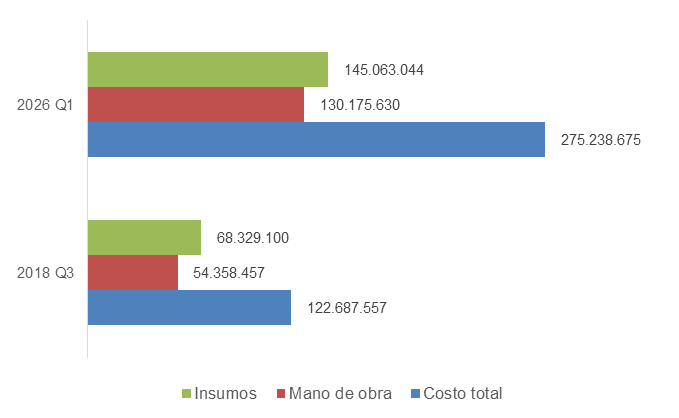 145.063.044
2026 Q1
130.175.630
275.238.675
68.329.100
2018 Q3
54.358.457
122.687.557
Insumos
Mano de obra
Costo total